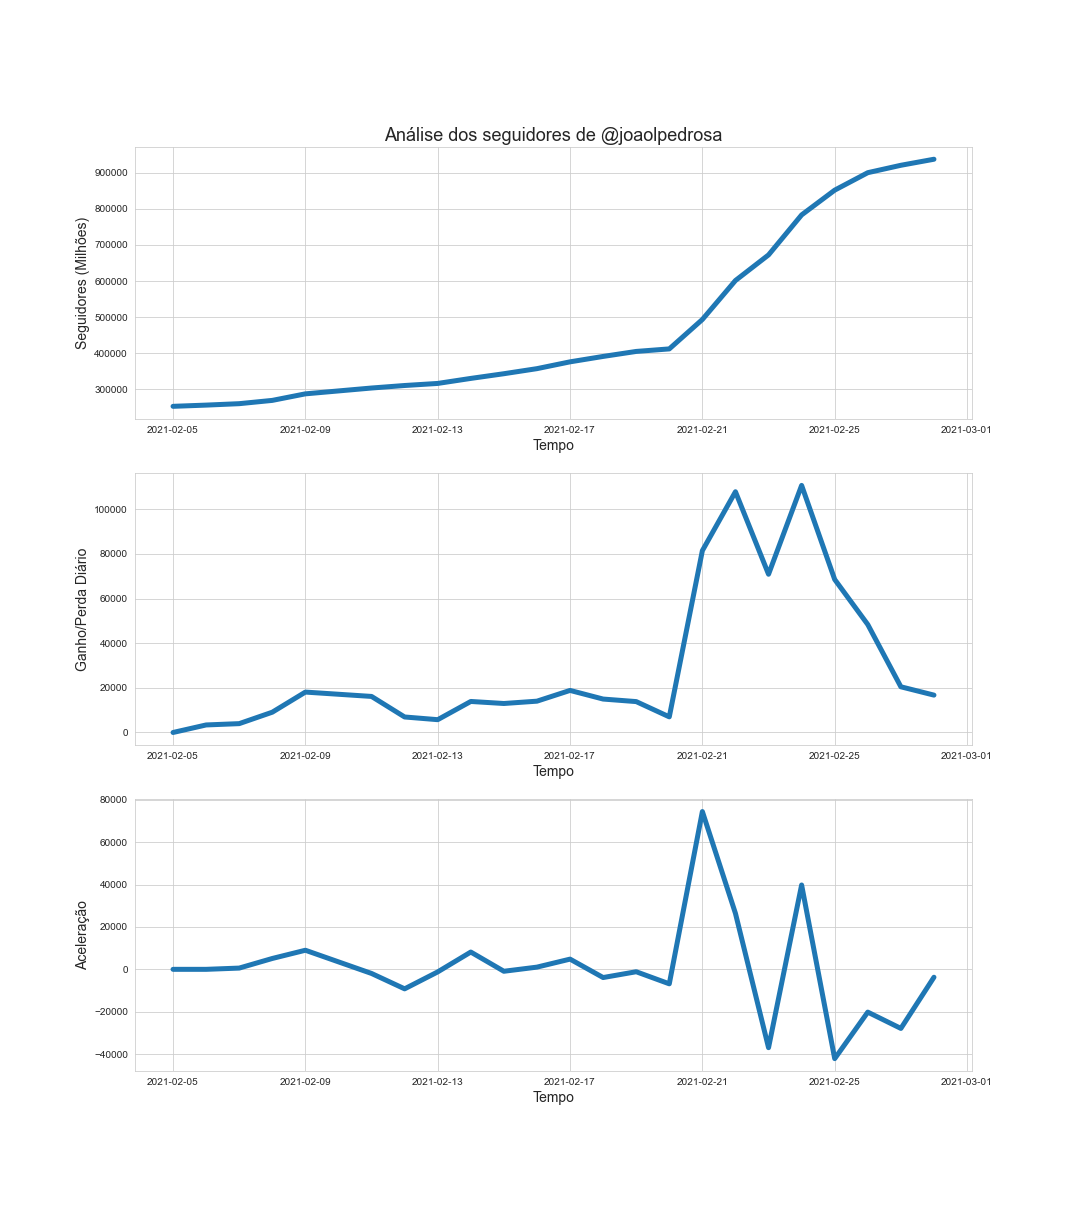 Análise dos seguidores de @joaolpedrosa
Seguidores (Milhões)
900000
800000
700000
600000
500000
400000
300000
2021-02-05 2021-02-09 2021-02-13 2021-02-17 2021-02-21 2021-02-25 2021-03-01
Tempo
Ganho/Perda Diário
100000
80000
60000
40000
20000
0
2021-02-05 2021-02-09 2021-02-13 2021-02-17 2021-02-21 2021-02-25 2021-03-01
Tempo
Aceleração
80000
60000
40000
20000
0
−20000
−40000
2021-02-05 2021-02-09 2021-02-13 2021-02-17 2021-02-21 2021-02-25 2021-03-01
Tempo